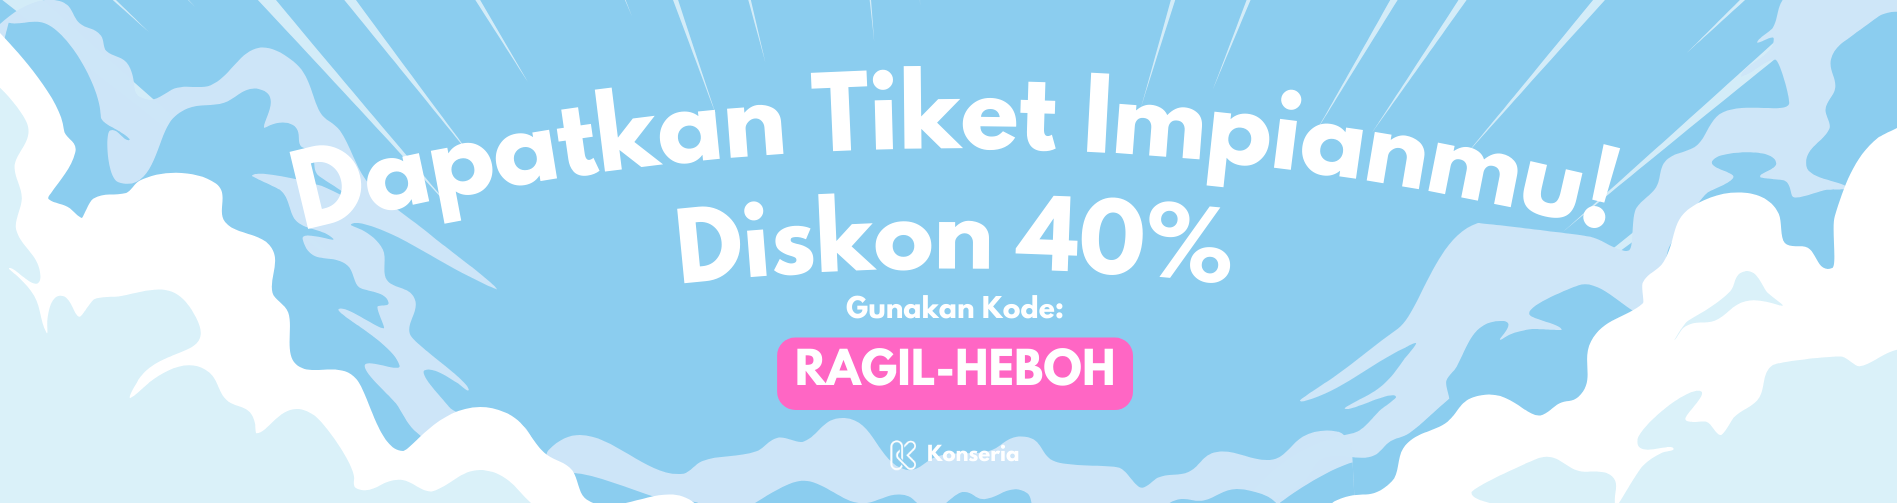 Dapatkan Tiket Impianmu!
Diskon 40%
Gunakan Kode:
RAGIL-HEBOH
Konseria